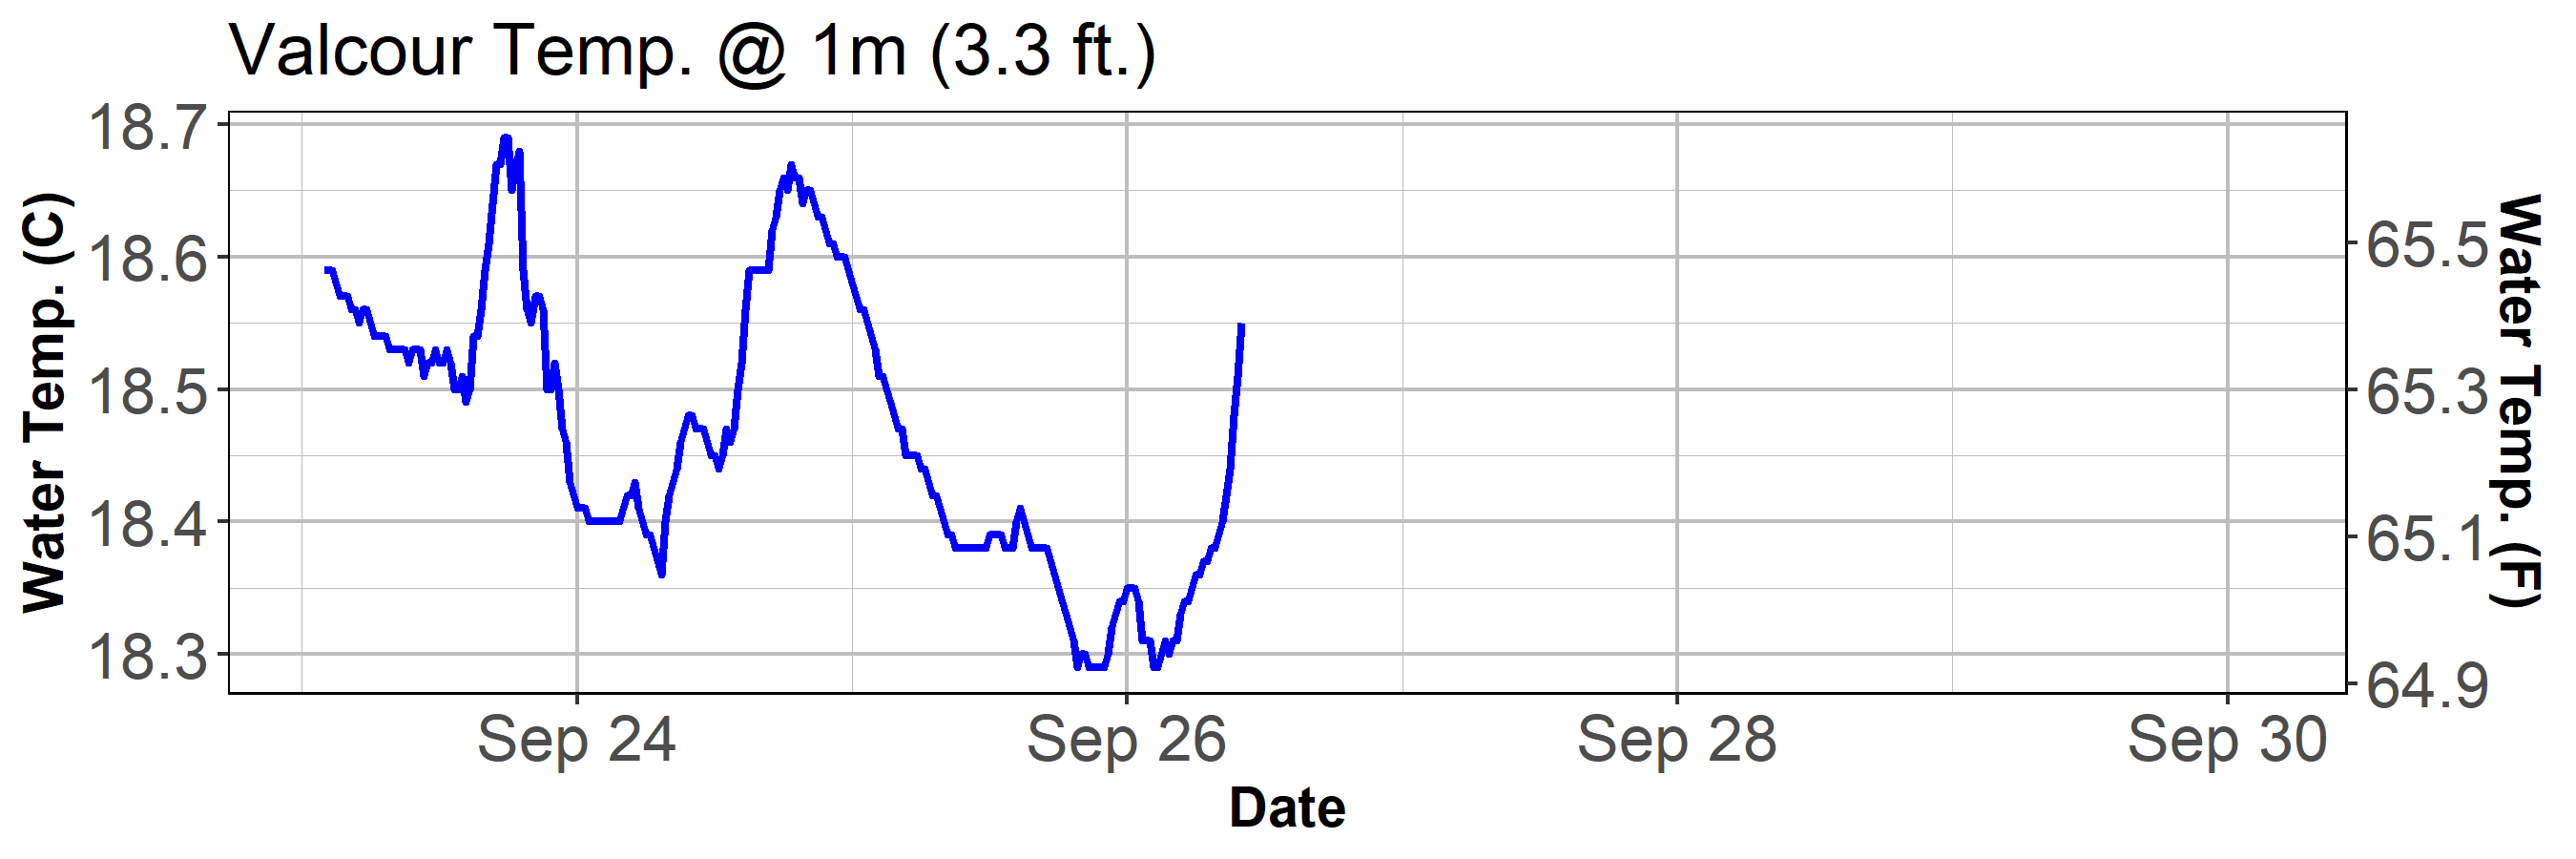 Valcour Temp. @ 1m (3.3 ft.)
Water Temp. (C)
18.7
18.6
18.5
18.4
18.3
65.5
65.3
65.1
64.9
Water Temp. (F)
Sep 24
Sep 26
Sep 28
Sep 30
Date